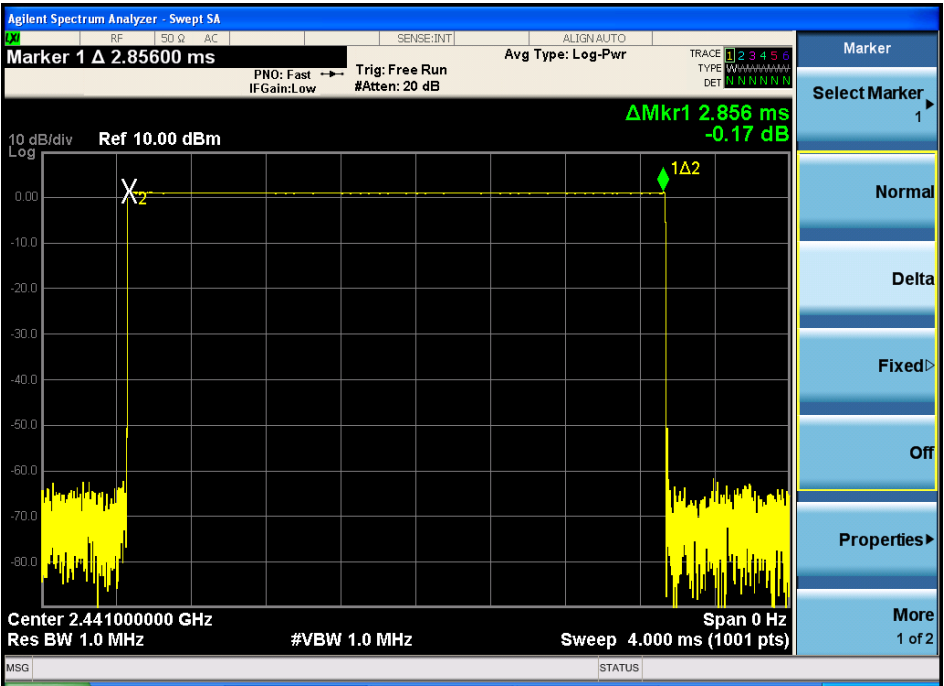 Agilent Spectrum Analyzer - Swept SA
LXI RF 50 Ω AC SENSE:INT ALIGN AUTO
Marker 1 Δ 2.85600 ms
PNO: Fast
IFGain:Low
Trig: Free Run
#Atten: 20 dB
Avg Type: Log-Pwr
TRACE 1 2 3 4 5 6
TYPE WWWWWW
DET N N N N N N
ΔMkr1 2.856 ms
-0.17 dB
10 dB/div Ref 10.00 dBm
Log
1Δ2
2
0.00
-10.0
-20.0
-30.0
-40.0
-50.0
-60.0
-70.0
-80.0
Center 2.441000000 GHz Span 0 Hz
Res BW 1.0 MHz #VBW 1.0 MHz Sweep 4.000 ms (1001 pts)
MSG STATUS
Marker
Select Marker
1
Normal
Delta
Fixed
Off
Properties
More
1 of 2